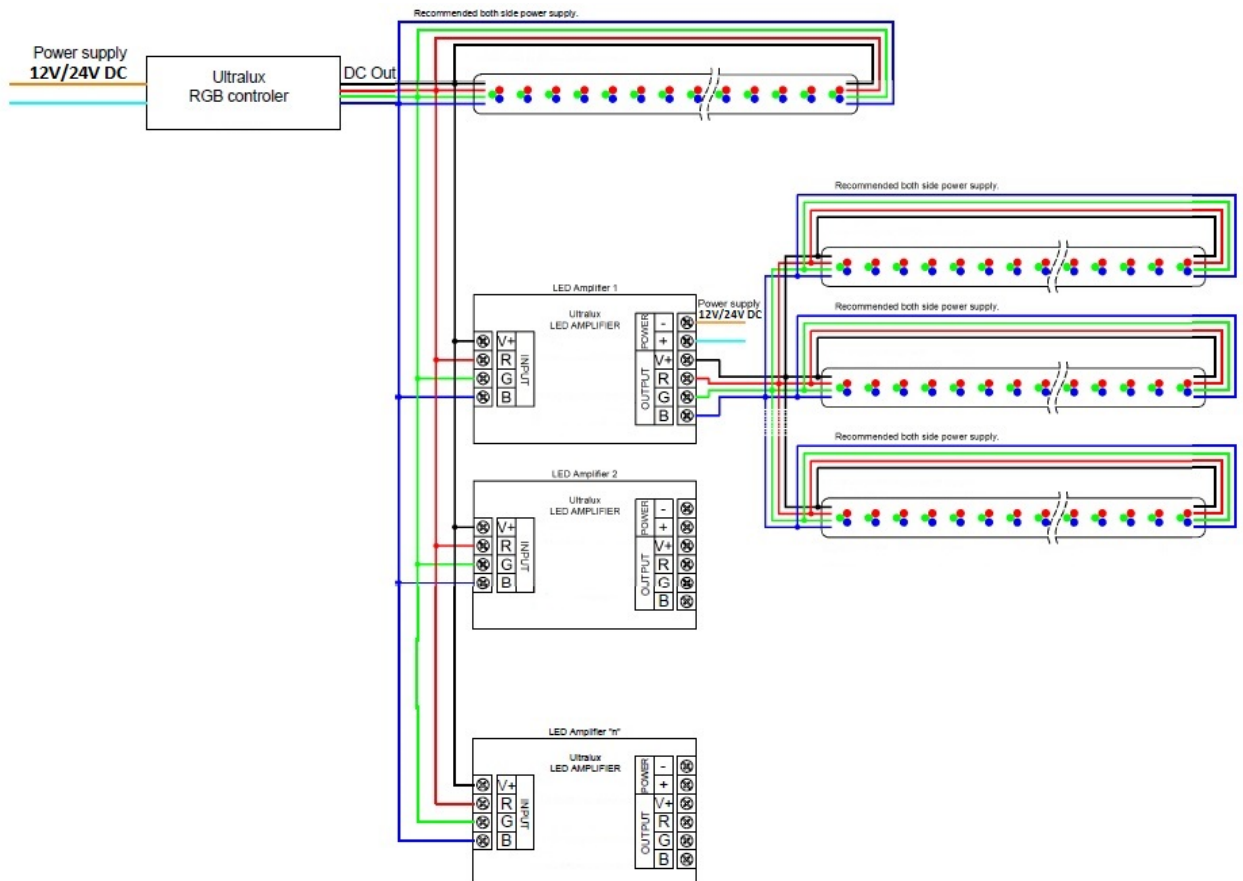 Recommended both side power supply.
Power supply
12V/24V DC
Ultralux
RGB controler
DC Out
Recommended both side power supply.
LED Amplifier 1
Ultralux
LED AMPLIFIER
Power supply
12V/24V DC
POWER
-
+
INPUT
V+
R
G
B
OUTPUT
V+
R
G
B
Recommended both side power supply.
Recommended both side power supply.
LED Amplifier 2
Ultralux
LED AMPLIFIER
POWER
-
+
INPUT
V+
R
G
B
OUTPUT
V+
R
G
B
LED Amplifier "n"
Ultralux
LED AMPLIFIER
POWER
-
+
INPUT
V+
R
G
B
OUTPUT
V+
R
G
B